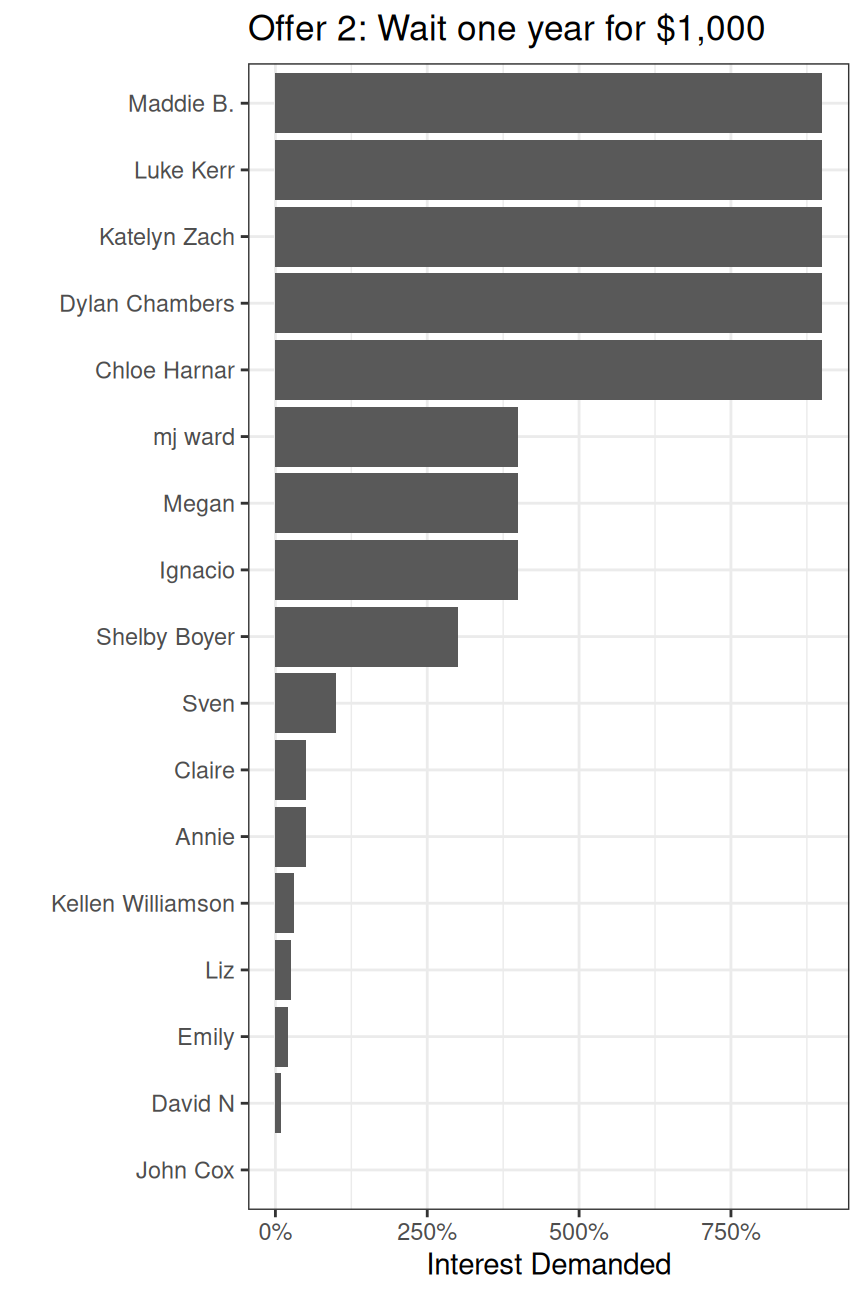 Offer 2: Wait one year for $1,000
Maddie B.
Luke Kerr
Katelyn Zach
Dylan Chambers
Chloe Harnar
mj ward
Megan
Ignacio
Shelby Boyer
Sven
Claire
Annie
Kellen Williamson
Liz
Emily
David N
John Cox
0% 250% 500% 750%
Interest Demanded